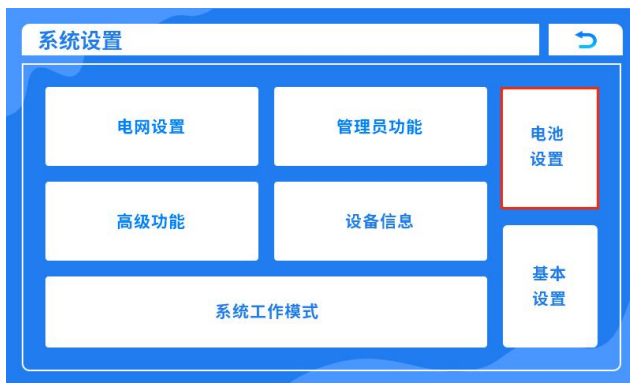 系统设置
电网设置
管理员功能
电池
设置
高级功能
设备信息
基本
设置
系统工作模式